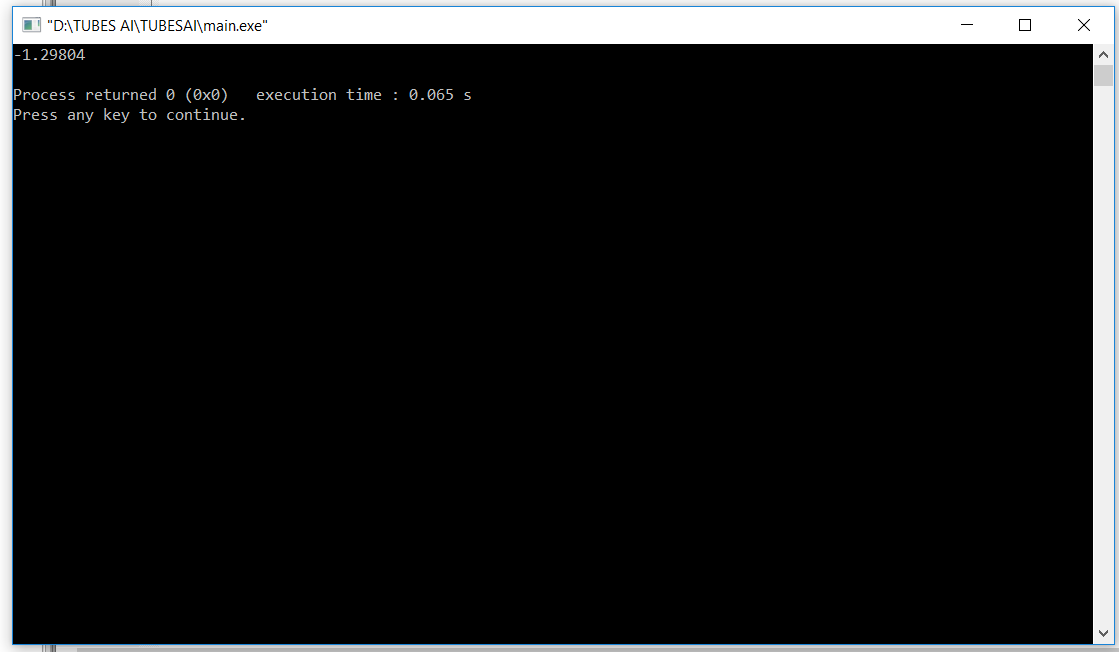 "D:\TUBES AI\TUBESAI\main.exe"
-1.29804
Process returned 0 (0x0)   execution time : 0.065 s
Press any key to continue.